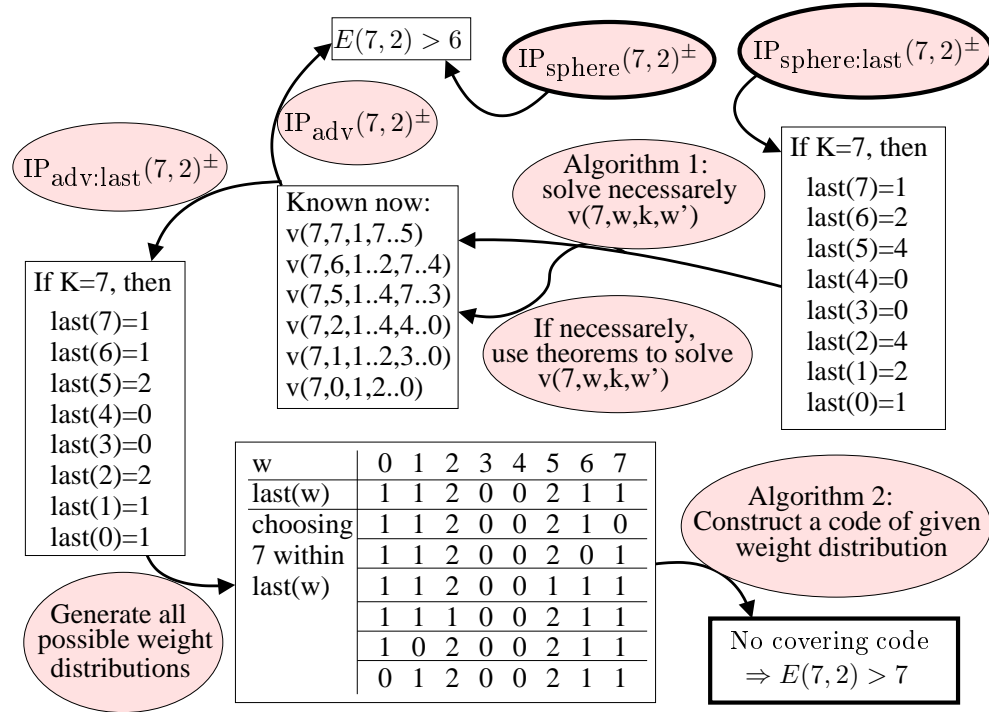 E(7, 2) > 6
IP_sphere(7, 2)^±
IP_sphere:last(7, 2)^±
IP_adv(7, 2)^±
IP_adv:last(7, 2)^±
Algorithm 1:
solve necessarely
v(7,w,k,w')
If K=7, then
last(7)=1
last(6)=2
last(5)=4
last(4)=0
last(3)=0
last(2)=4
last(1)=2
last(0)=1
Known now:
v(7,7,1,7..5)
v(7,6,1..2,7..4)
v(7,5,1..4,7..3)
v(7,2,1..4,4..0)
v(7,1,1..2,3..0)
v(7,0,1,2..0)
If necessarely,
use theorems to solve
v(7,w,k,w')
If K=7, then
last(7)=1
last(6)=1
last(5)=2
last(4)=0
last(3)=0
last(2)=2
last(1)=1
last(0)=1
Generate all
possible weight
distributions
w 0 1 2 3 4 5 6 7
last(w) 1 1 2 0 0 2 1 1
choosing 1 1 2 0 0 2 1 0
7 within 1 1 2 0 0 2 0 1
last(w) 1 1 2 0 0 1 1 1
1 1 1 0 0 2 1 1
1 0 2 0 0 2 1 1
0 1 2 0 0 2 1 1
Algorithm 2:
Construct a code of given
weight distribution
No covering code
⇒ E(7, 2) > 7